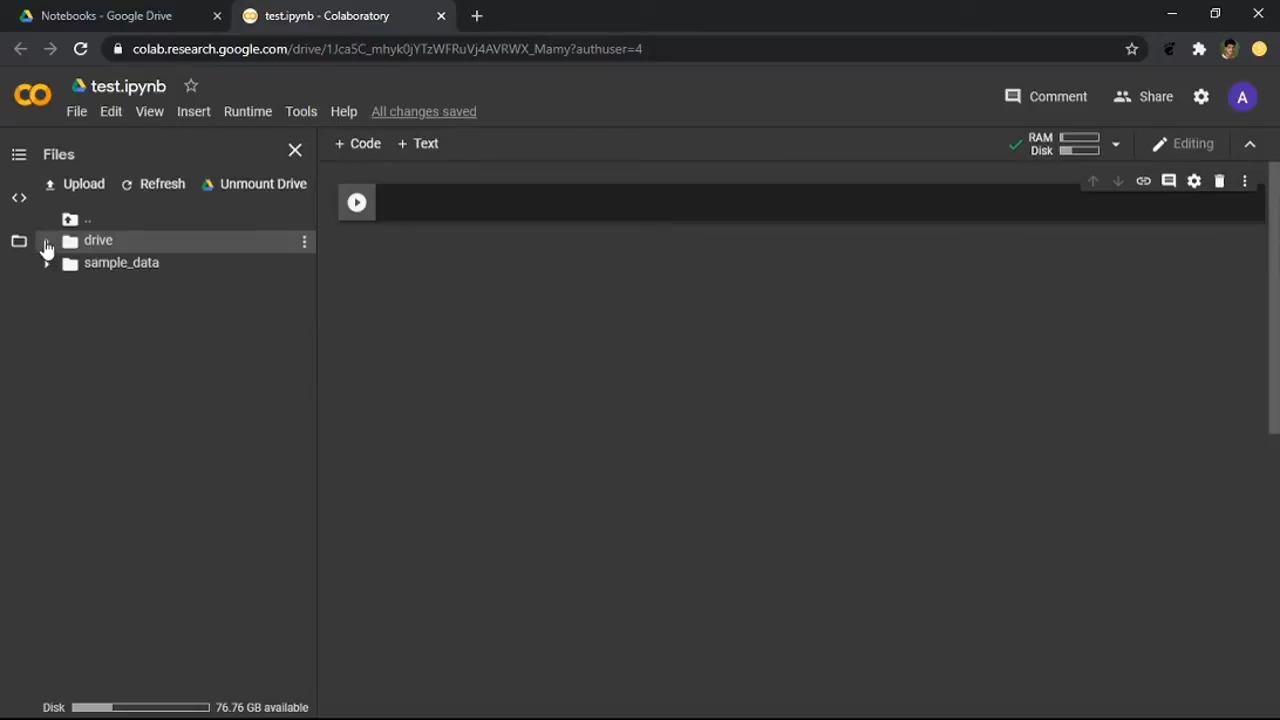 Notebooks - Google Drive
test.ipynb - Colaboratory
colab.research.google.com/drive/1Jca5C_mhyk0jYTzWFRuVj4AVRWX_Mamy?authuser=4
test.ipynb
File Edit View Insert Runtime Tools Help All changes saved
Comment Share A
Files
+ Code + Text
RAM
Disk
Editing
Upload Refresh Unmount Drive
..
drive
sample_data
Disk 76.76 GB available